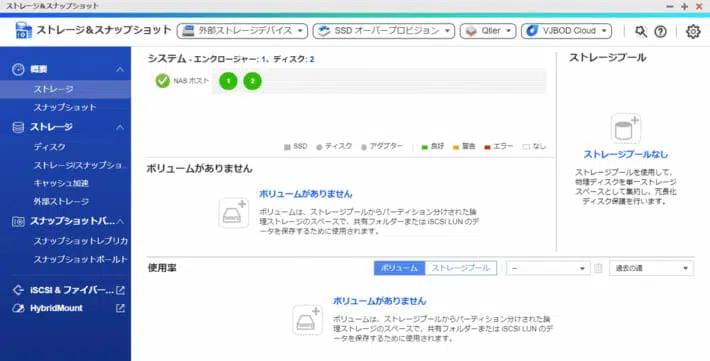 ストレージ&スナップショット
ストレージ&スナップショット
外部ストレージデバイス
SSD オーバープロビジョン
Qtier
VJBOD Cloud
概要
ストレージ
スナップショット
ストレージ
ディスク
ストレージ/スナップショ...
キャッシュ加速
外部ストレージ
スナップショットバ...
スナップショットレプリカ
スナップショットボールト
iSCSI & ファイバー...
HybridMount
システム - エンクロージャー: 1、ディスク: 2
NAS ホスト
1
2
SSD
ディスク
アダプター
良好
警告
エラー
なし
ストレージプール
ストレージプールなし
ストレージプールを使用して、
物理ディスクを単一ストレージ
スペースとして集約し、冗長化
ディスク保護を行います。
ボリュームがありません
ボリュームがありません
ボリュームは、ストレージプールからパーティション分けされた論
理ストレージのスペースで、共有フォルダーまたは iSCSI LUN のデ
ータを保存するために使用されます。
使用率
ボリューム
ストレージプール
--
過去の週
ボリュームがありません
ボリュームは、ストレージプールからパーティション分けされた論
理ストレージのスペースで、共有フォルダーまたは iSCSI LUN のデ
ータを保存するために使用されます。